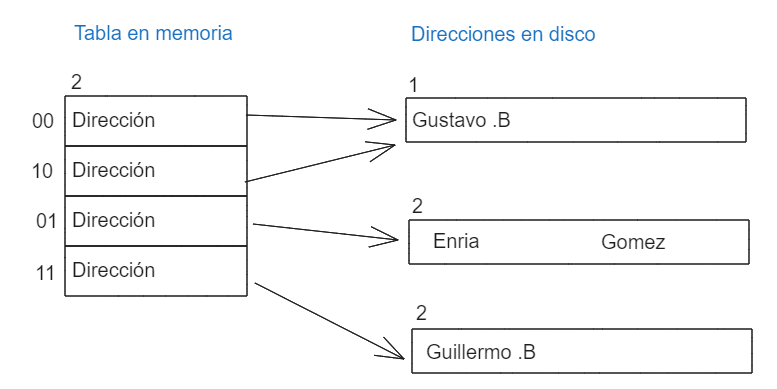 Tabla en memoria
Direcciones en disco
2
00 Dirección
10 Dirección
01 Dirección
11 Dirección
1
Gustavo .B
2
Enria Gomez
2
Guillermo .B